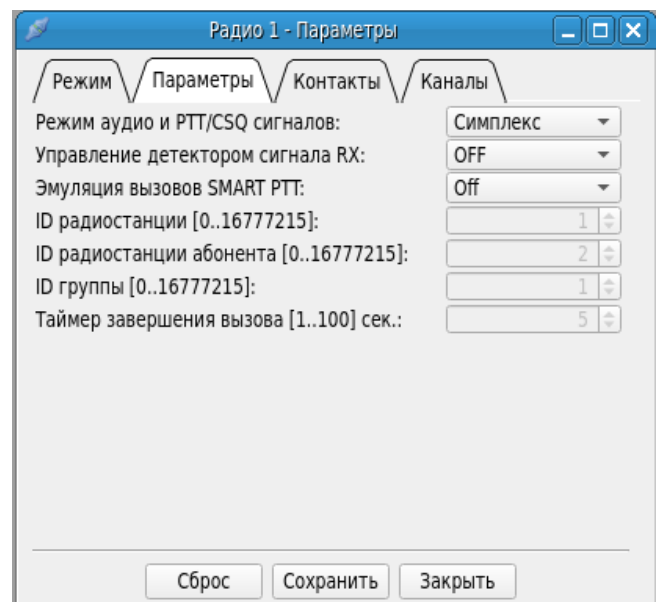 Радио 1 - Параметры
Режим Параметры Контакты Каналы
Режим аудио и PTT/CSQ сигналов: Симплекс
Управление детектором сигнала RX: OFF
Эмуляция вызовов SMART PTT: Off
ID радиостанции [0..16777215]: 1
ID радиостанции абонента [0..16777215]: 2
ID группы [0..16777215]: 1
Таймер завершения вызова [1..100] сек.: 5
Сброс Сохранить Закрыть